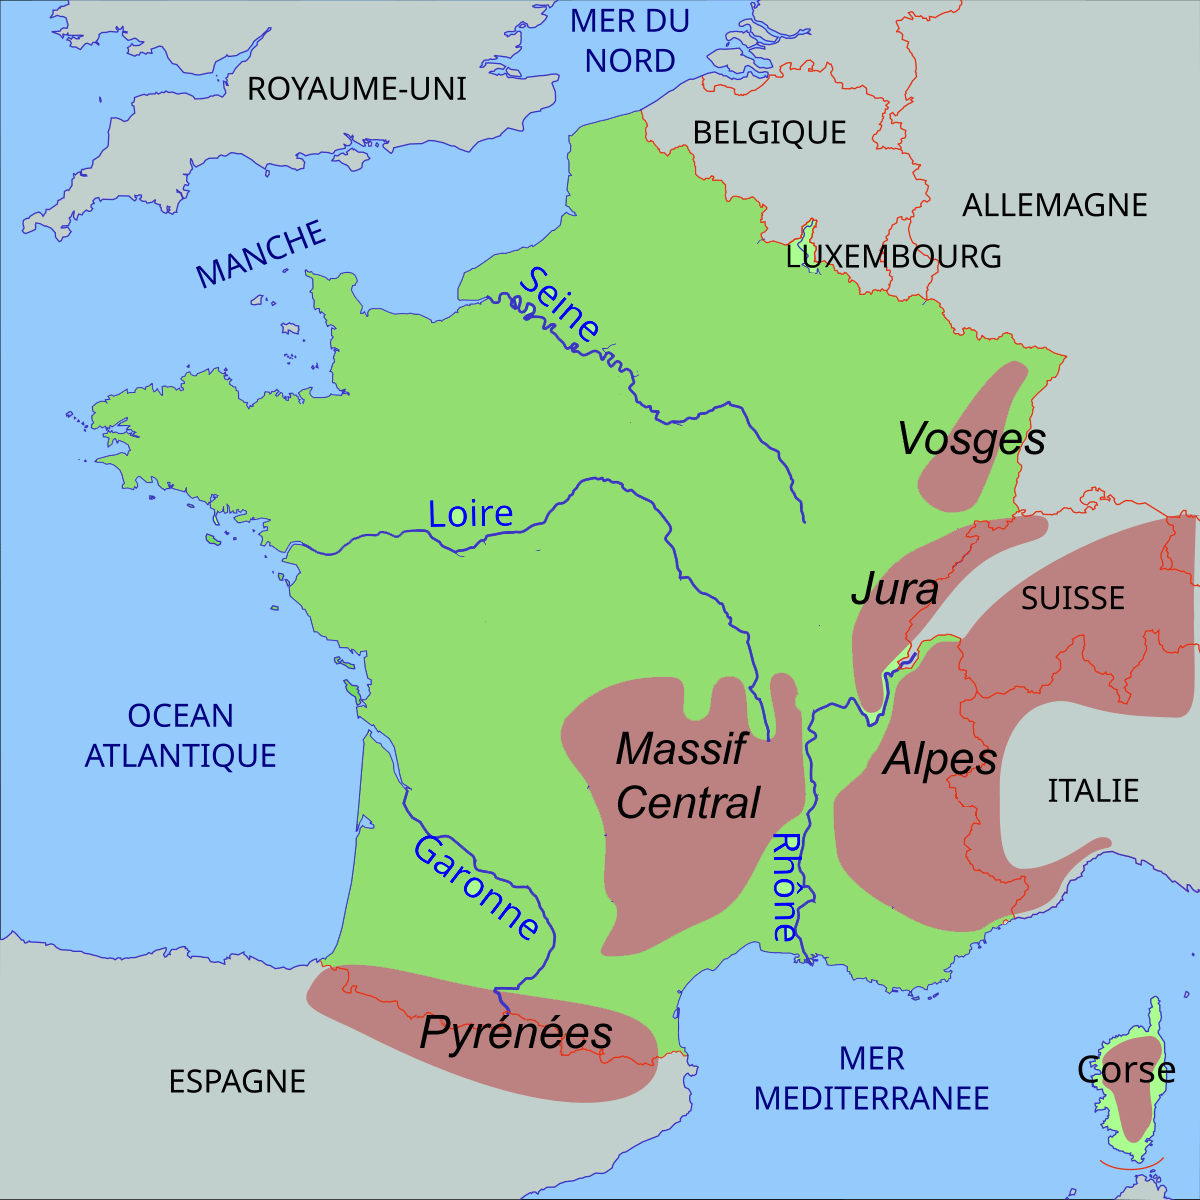 MER DU
NORD
ROYAUME-UNI
BELGIQUE
ALLEMAGNE
MANCHE
LUXEMBOURG
Seine
Vosges
Loire
Jura
SUISSE
OCEAN
ATLANTIQUE
Massif
Central
Alpes
ITALIE
Garonne
Rhône
Pyrénées
ESPAGNE
MER
MEDITERRANEE
Corse